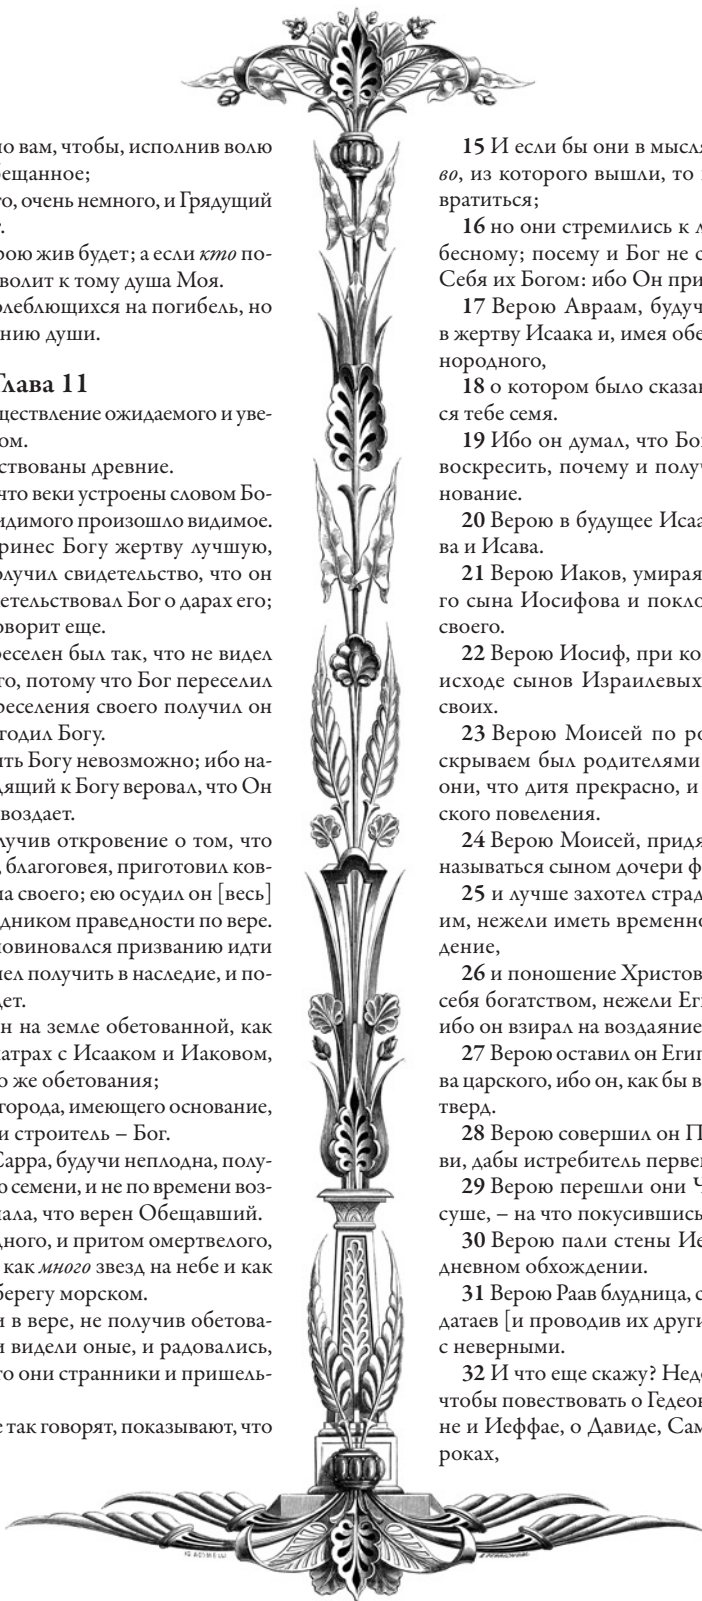 но вам, чтобы, исполнив волю
ещанное;
го, очень немного, и Грядущий
рою жив будет; а если кто по-
волит к тому душа Моя.
олеблющихся на погибель, но
нию души.
Глава 11
ществление ожидаемого и уве-
ом.
ствованы древние.
что веки устроены словом Бо-
идимого произошло видимое.
ринес Богу жертву лучшую,
олучил свидетельство, что он
етельствовал Бог о дарах его;
оворит еще.
реселен был так, что не видел
го, потому что Бог переселил
реселения своего получил он
годил Богу.
ить Богу невозможно; ибо на-
дящий к Богу веровал, что Он
воздает.
лучив откровение о том, что
, благоговея, приготовил ков-
ма своего; ею осудил он [весь]
дником праведности по вере.
повиновался призванию идти
ел получить в наследие, и по-
дет.
он на земле обетованной, как
шатрах с Исааком и Иаковом,
о же обетования;
города, имеющего основание,
и строитель – Бог.
Сарра, будучи неплодна, полу-
ю семени, и не по времени воз-
нала, что верен Обещавший.
дного, и притом омертвелого,
как много звезд на небе и как
берегу морском.
и в вере, не получив обетова-
и видели оные, и радовались,
то они странники и пришель-
е так говорят, показывают, что
15 И если бы они в мысля
во, из которого вышли, то
вратиться;
16 но они стремились к л
бесному; посему и Бог не с
Себя их Богом: ибо Он при
17 Верою Авраам, будуч
в жертву Исаака и, имея обе
нородного,
18 о котором было сказан
ся тебе семя.
19 Ибо он думал, что Бо
воскресить, почему и получ
нование.
20 Верою в будущее Исаа
ва и Исава.
21 Верою Иаков, умирая
го сына Иосифова и покло
своего.
22 Верою Иосиф, при ко
исходе сынов Израилевых
своих.
23 Верою Моисей по ро
скрываем был родителями
они, что дитя прекрасно, и
ского повеления.
24 Верою Моисей, придя
называться сыном дочери ф
25 и лучше захотел страд
им, нежели иметь временно
дение,
26 и поношение Христов
себя богатством, нежели Еги
ибо он взирал на воздаяние
27 Верою оставил он Егип
ва царского, ибо он, как бы в
тверд.
28 Верою совершил он П
ви, дабы истребитель перве
29 Верою перешли они Ч
суше, – на что покусившись
30 Верою пали стены Ие
дневном обхождении.
31 Верою Раав блудница, с
датаев [и проводив их други
с неверными.
32 И что еще скажу? Недо
чтобы повествовать о Гедеон
не и Иеффае, о Давиде, Сам
роках,